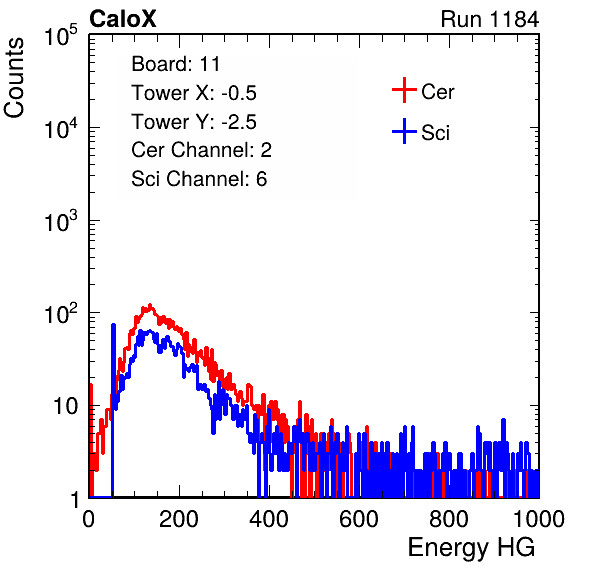 CaloX Run 1184
Counts
10^5
10^4
10^3
10^2
10
1
Board: 11
Tower X: -0.5
Tower Y: -2.5
Cer Channel: 2
Sci Channel: 6
Cer
Sci
0 200 400 600 800 1000
Energy HG